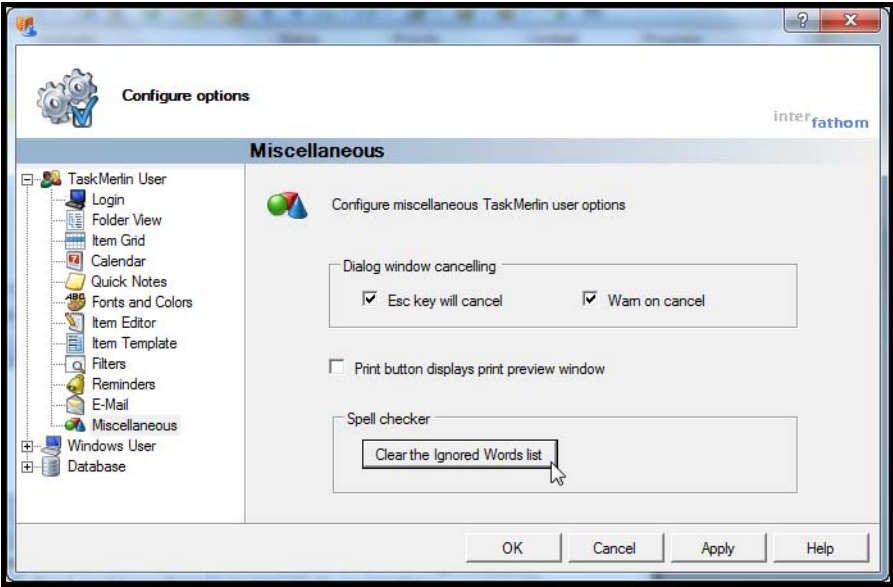 ? X
Configure options
inter fathom
Miscellaneous
TaskMerlin User
Login
Folder View
Item Grid
Calendar
Quick Notes
Fonts and Colors
Item Editor
Item Template
Filters
Reminders
E-Mail
Miscellaneous
Windows User
Database
Configure miscellaneous TaskMerlin user options
Dialog window cancelling
Esc key will cancel
Warn on cancel
Print button displays print preview window
Spell checker
Clear the Ignored Words list
OK Cancel Apply Help